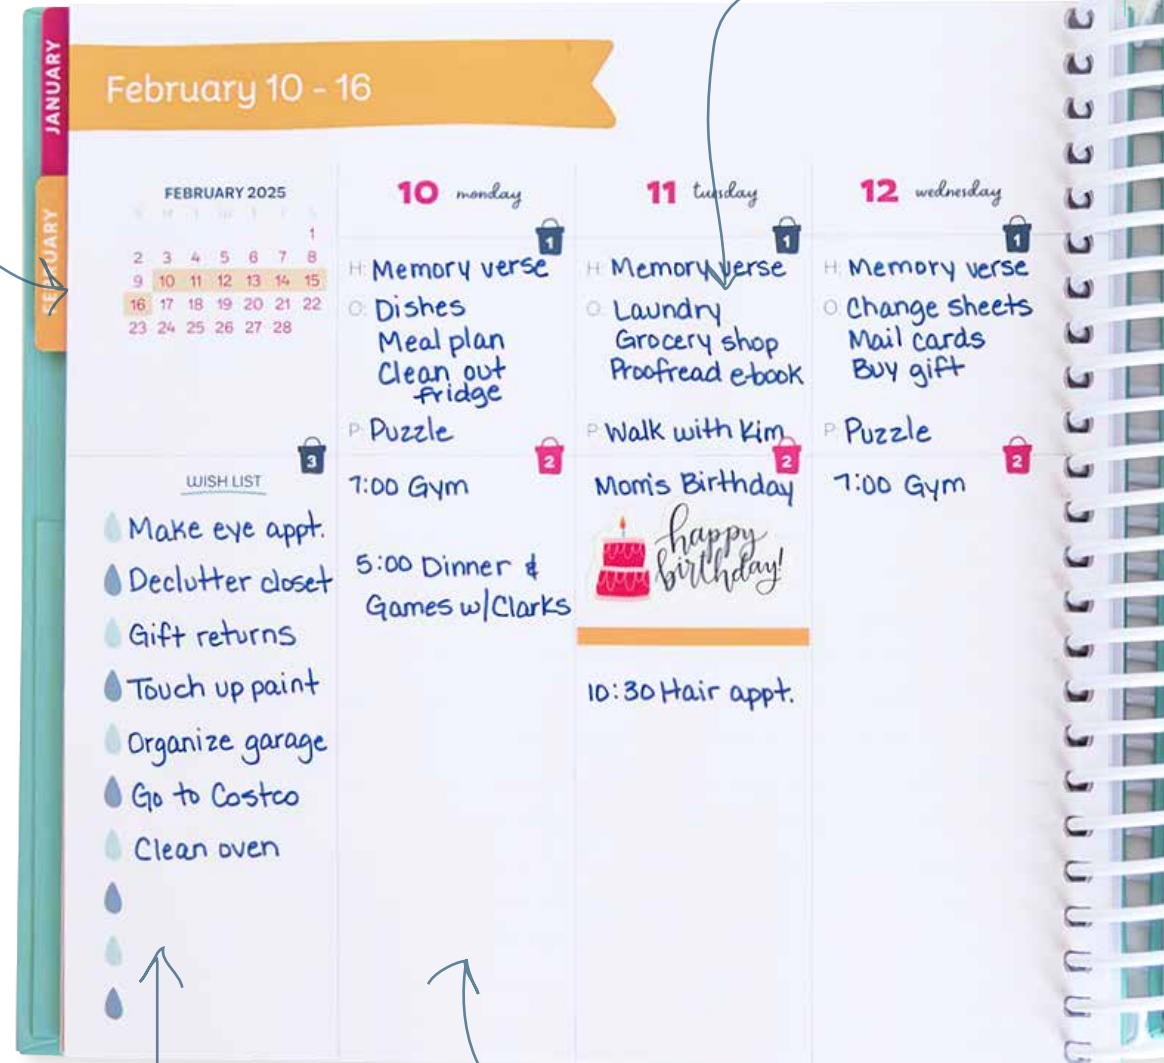 JANUARY
FEBRUARY
February 10 - 16
FEBRUARY 2025
S M T W T F S
1
2 3 4 5 6 7 8
9 10 11 12 13 14 15
16 17 18 19 20 21 22
23 24 25 26 27 28
3
WISH LIST
Make eye appt.
Declutter closet
Gift returns
Touch up paint
Organize garage
Go to Costco
Clean oven
10 monday
1
H: Memory verse
O: Dishes
Meal plan
Clean out
fridge
P: Puzzle
2
7:00 Gym
5:00 Dinner &
Games w/Clarks
11 tuesday
1
H: Memory verse
O: Laundry
Grocery shop
Proofread e-book
P: Walk with Kim
2
Mom's Birthday
happy
birthday!
10:30 Hair appt.
12 wednesday
1
H: Memory verse
O: Change sheets
Mail cards
Buy gift
P: Puzzle
2
7:00 Gym